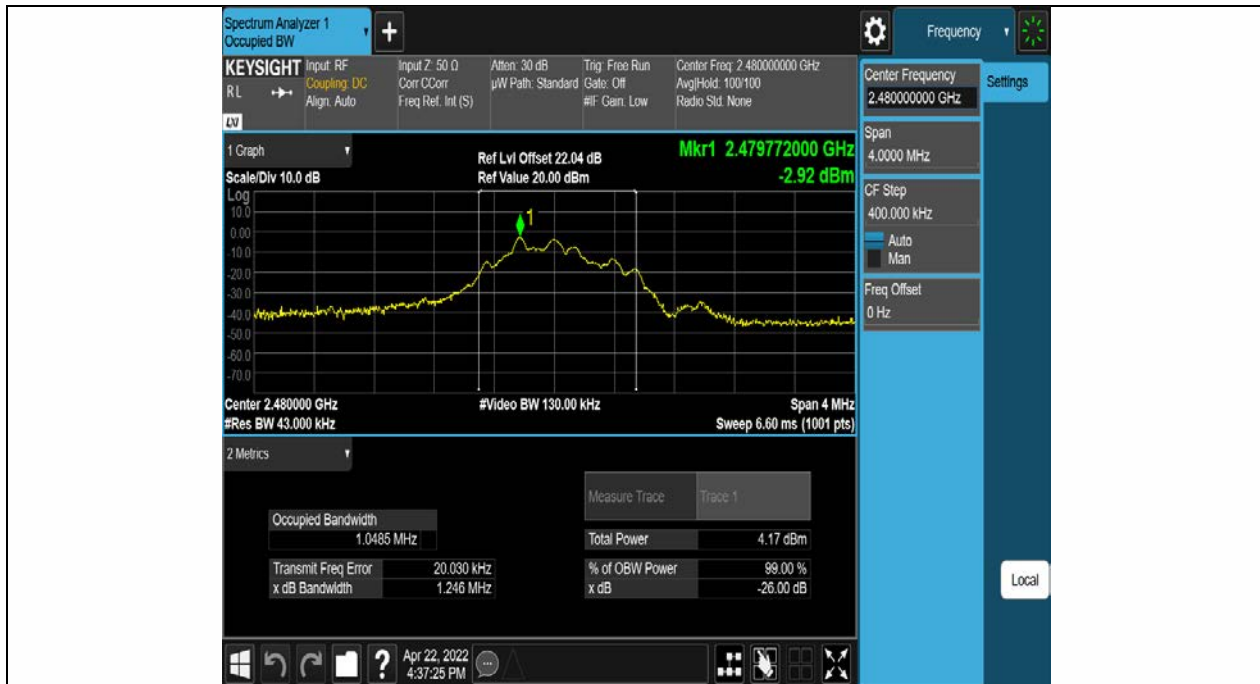 Spectrum Analyzer 1
Occupied BW
+
Frequency
KEYSIGHT
RL
LXI
Input: RF
Coupling: DC
Align: Auto
Input Z: 50 Ω
Corr CCorr
Freq Ref: Int (S)
Atten: 30 dB
µW Path: Standard
Trig: Free Run
Gate: Off
#IF Gain: Low
Center Freq: 2.480000000 GHz
Avg|Hold: 100/100
Radio Std: None
Center Frequency
2.480000000 GHz
Settings
Span
4.0000 MHz
CF Step
400.000 kHz
Auto
Man
Freq Offset
0 Hz
1 Graph
Scale/Div 10.0 dB
Ref Lvl Offset 22.04 dB
Ref Value 20.00 dBm
Mkr1 2.479772000 GHz
-2.92 dBm
Log
10.0
0.00
-10.0
-20.0
-30.0
-40.0
-50.0
-60.0
-70.0
1
Center 2.480000 GHz
#Video BW 130.00 kHz
Span 4 MHz
#Res BW 43.000 kHz
Sweep 6.60 ms (1001 pts)
2 Metrics
Measure Trace
Trace 1
Occupied Bandwidth
1.0485 MHz
Total Power
4.17 dBm
Transmit Freq Error
20.030 kHz
% of OBW Power
99.00 %
x dB Bandwidth
1.246 MHz
x dB
-26.00 dB
Local
?
Apr 22, 2022
4:37:25 PM